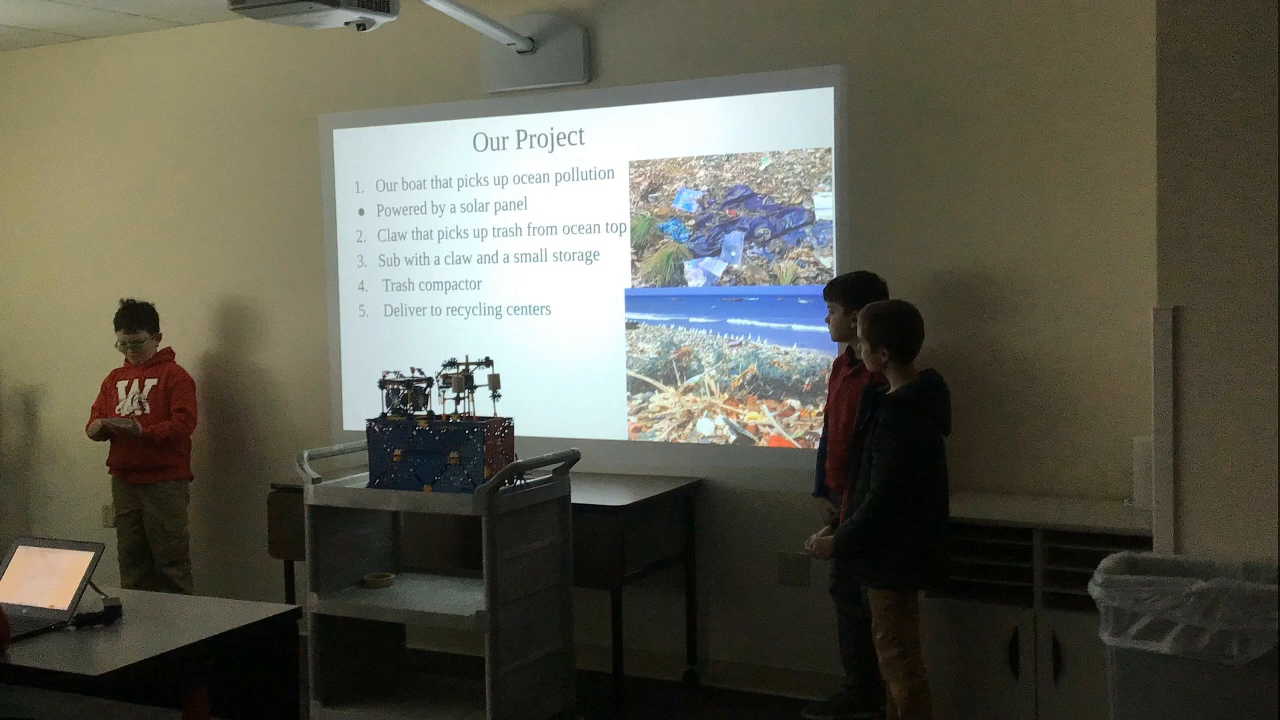 Our Project
1. Our boat that picks up ocean pollution
● Powered by a solar panel
2. Claw that picks up trash from ocean top
3. Sub with a claw and a small storage
4. Trash compactor
5. Deliver to recycling centers
W